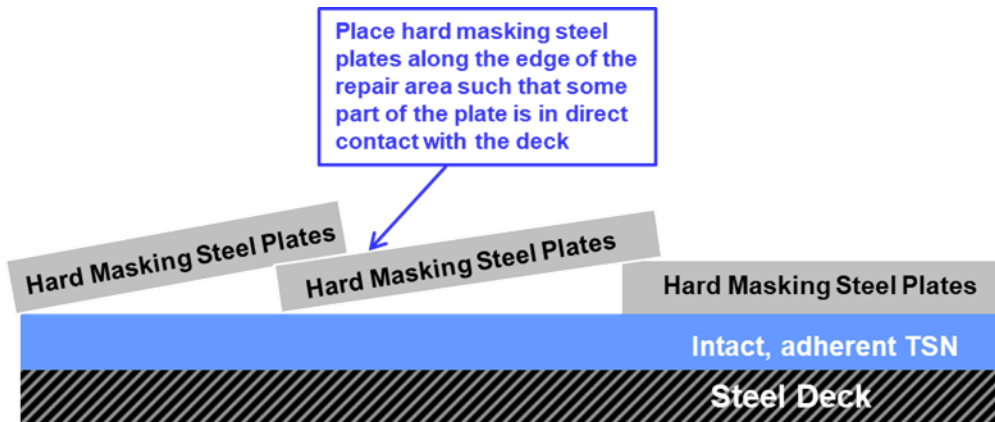 Place hard masking steel
plates along the edge of the
repair area such that some
part of the plate is in direct
contact with the deck
Hard Masking Steel Plates
Hard Masking Steel Plates
Hard Masking Steel Plates
Intact, adherent TSN
Steel Deck